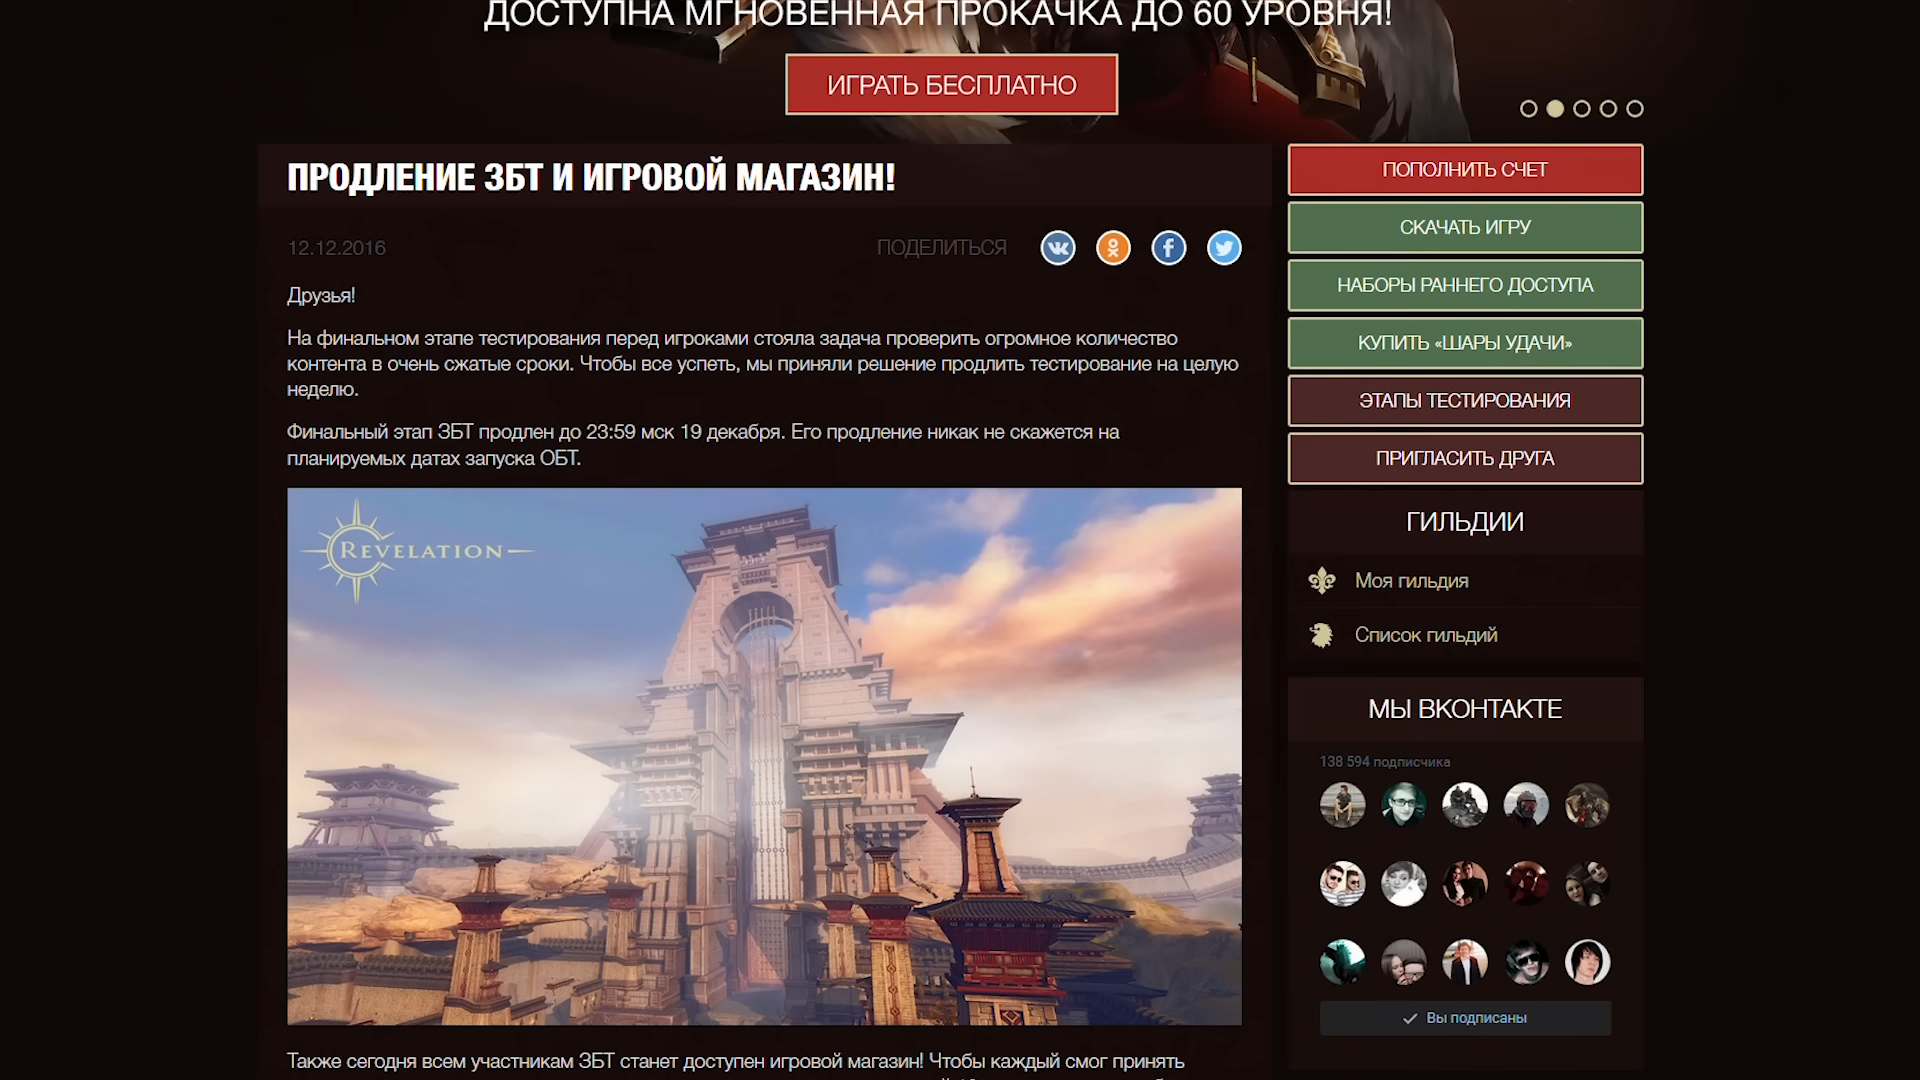 ДОСТУПНА МГНОВЕННАЯ ПРОКАЧКА ДО 60 УРОВНЯ!
ИГРАТЬ БЕСПЛАТНО
ПРОДЛЕНИЕ ЗБТ И ИГРОВОЙ МАГАЗИН!
12.12.2016
ПОДЕЛИТЬСЯ
Друзья!
На финальном этапе тестирования перед игроками стояла задача проверить огромное количество
контента в очень сжатые сроки. Чтобы все успеть, мы приняли решение продлить тестирование на целую
неделю.
Финальный этап ЗБТ продлен до 23:59 мск 19 декабря. Его продление никак не скажется на
планируемых датах запуска ОБТ.
REVELATION
Также сегодня всем участникам ЗБТ станет доступен игровой магазин! Чтобы каждый смог принять
ПОПОЛНИТЬ СЧЕТ
СКАЧАТЬ ИГРУ
НАБОРЫ РАННЕГО ДОСТУПА
КУПИТЬ «ШАРЫ УДАЧИ»
ЭТАПЫ ТЕСТИРОВАНИЯ
ПРИГЛАСИТЬ ДРУГА
ГИЛЬДИИ
Моя гильдия
Список гильдий
МЫ ВКОНТАКТЕ
138 594 подписчика
Вы подписаны